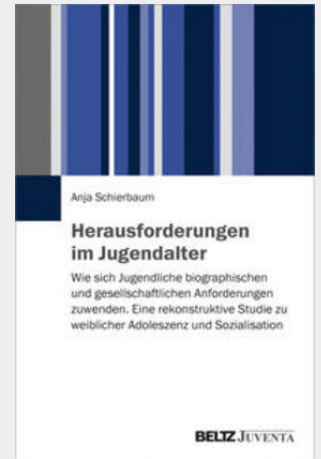 Anja Schierbaum
Herausforderungen
im Jugendalter
Wie sich Jugendliche biographischen
und gesellschaftlichen Anforderungen
zuwenden. Eine rekonstruktive Studie zu
weiblicher Adoleszenz und Sozialisation
BELTZ JUVENTA